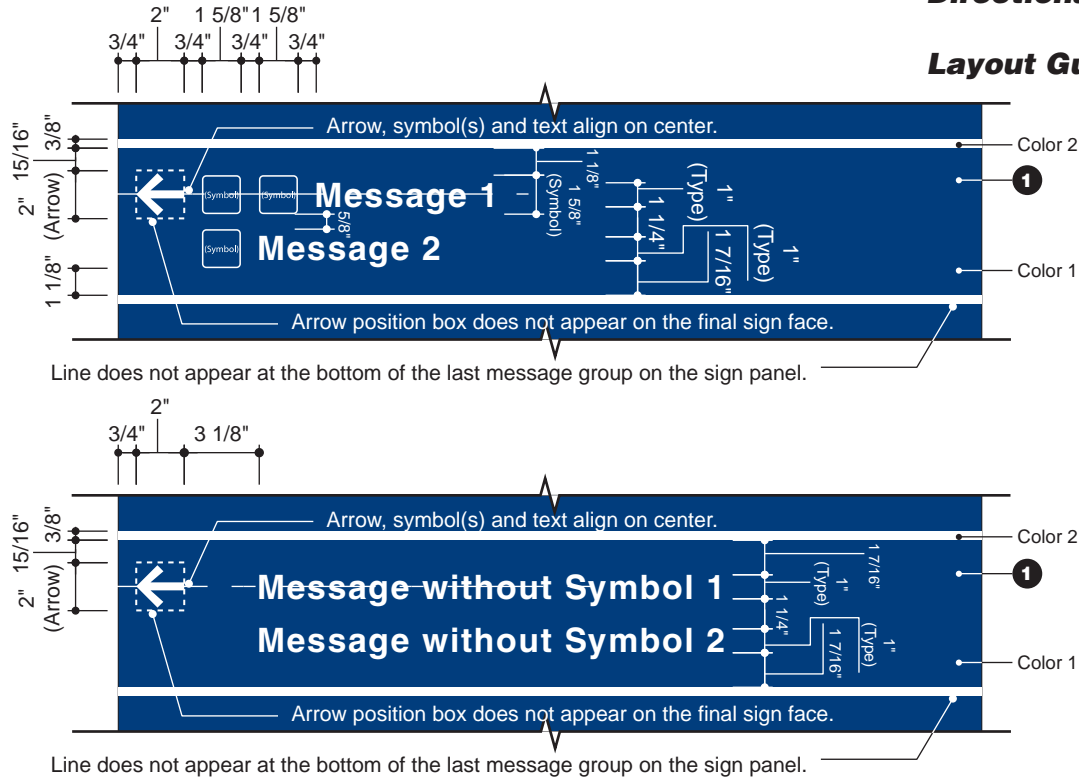 Directions
Layout Gu
2" 1 5/8" 1 5/8"
3/4" 3/4" 3/4" 3/4"
15/16" 3/8"
2" (Arrow)
1 1/8"
Arrow, symbol(s) and text align on center.
(Symbol) (Symbol) Message 1
(Symbol) Message 2
5/8"
1 1/8"
1 5/8" (Symbol)
1" (Type)
1 1/4"
1" (Type)
1 7/16"
Color 2
1
Color 1
Arrow position box does not appear on the final sign face.
Line does not appear at the bottom of the last message group on the sign panel.
2"
3/4" 3 1/8"
15/16" 3/8"
2" (Arrow)
Arrow, symbol(s) and text align on center.
Message without Symbol 1
Message without Symbol 2
1 7/16"
1" (Type)
1 1/4"
1" (Type)
1 7/16"
Color 2
1
Color 1
Arrow position box does not appear on the final sign face.
Line does not appear at the bottom of the last message group on the sign panel.